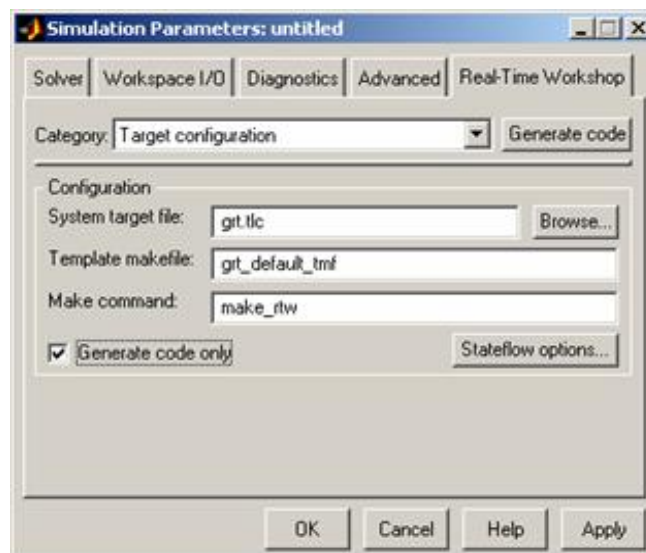 Simulation Parameters: untitled
Solver Workspace I/O Diagnostics Advanced Real-Time Workshop
Category: Target configuration Generate code
Configuration
System target file: grt.tlc Browse...
Template makefile: grt_default_tmf
Make command: make_rtw
Generate code only Stateflow options...
OK Cancel Help Apply